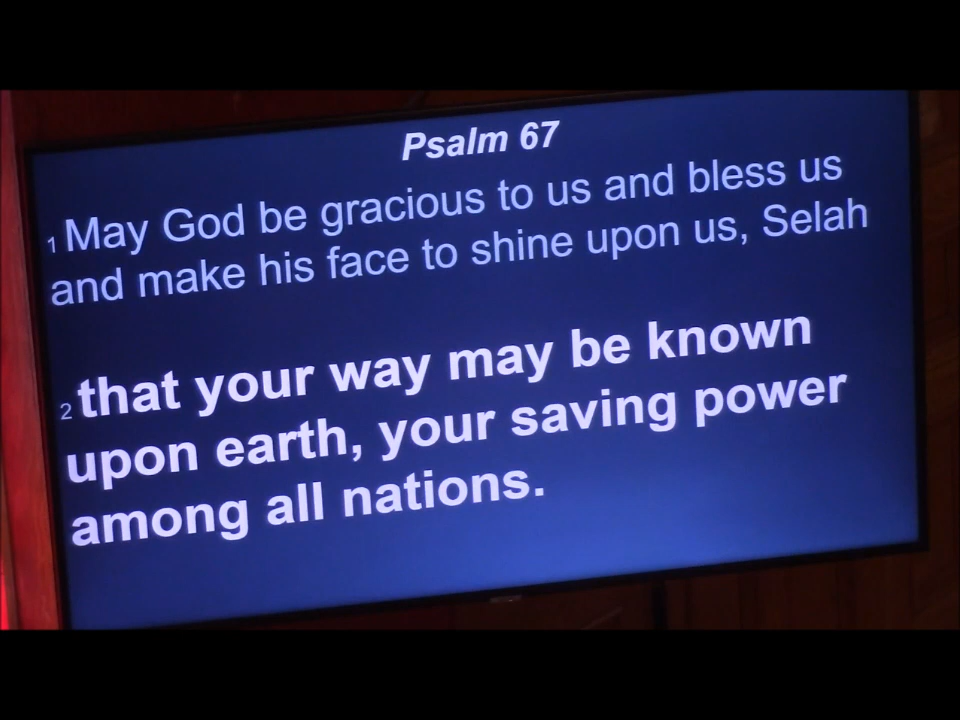 Psalm 67
1 May God be gracious to us and bless us
and make his face to shine upon us, Selah
2 that your way may be known
upon earth, your saving power
among all nations.